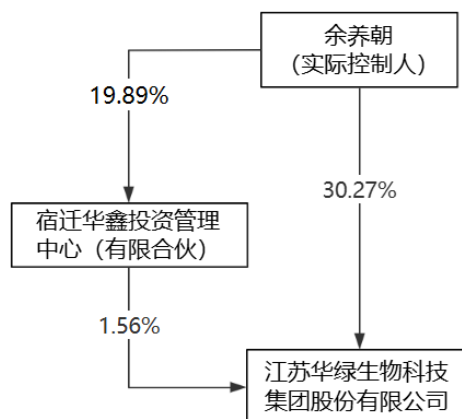 余养朝
（实际控制人）
19.89%
30.27%
宿迁华鑫投资管理
中心（有限合伙）
1.56%
江苏华绿生物科技
集团股份有限公司